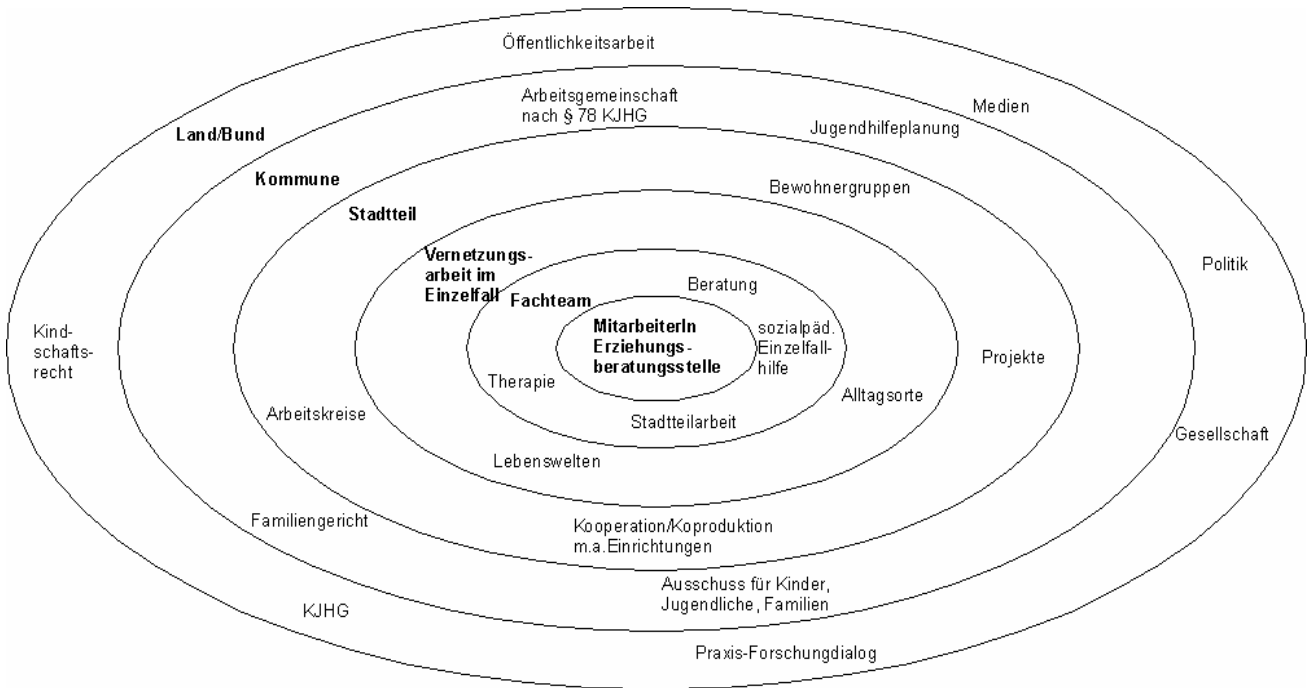 Öffentlichkeitsarbeit
Arbeitsgemeinschaft
nach § 78 KJHG
Medien
Land/Bund
Jugendhilfeplanung
Kommune
Bewohnergruppen
Stadtteil
Vernetzungs-
arbeit im
Einzelfall
Politik
Beratung
Fachteam
MitarbeiterIn
Erziehungs-
beratungsstelle
sozialpäd.
Einzelfall-
hilfe
Kind-
schafts-
recht
Projekte
Therapie
Alltagsorte
Arbeitskreise
Stadtteilarbeit
Gesellschaft
Lebenswelten
Familiengericht
Kooperation/Koproduktion
m.a.Einrichtungen
Ausschuss für Kinder,
Jugendliche, Familien
KJHG
Praxis-Forschungdialog